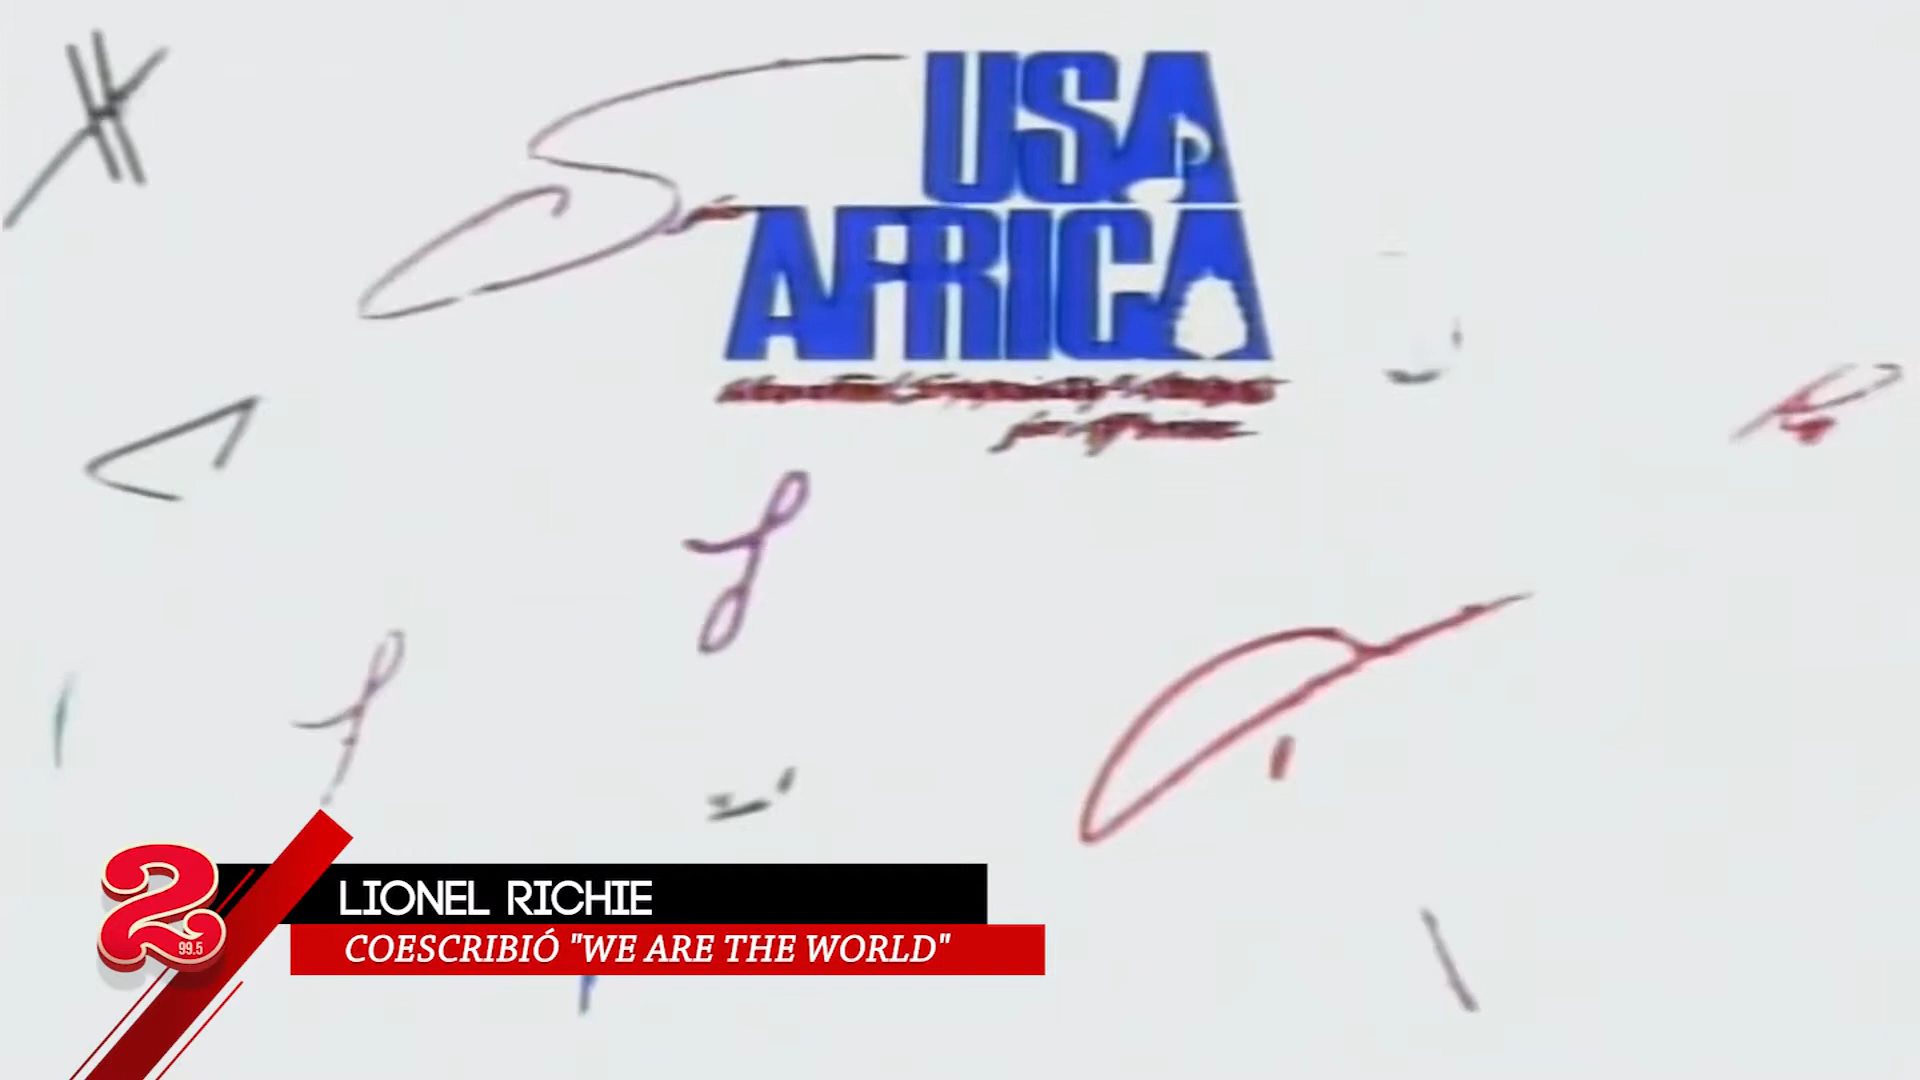 USA
AFRICA
2
99.5
LIONEL RICHIE
COESCRIBIÓ "WE ARE THE WORLD"